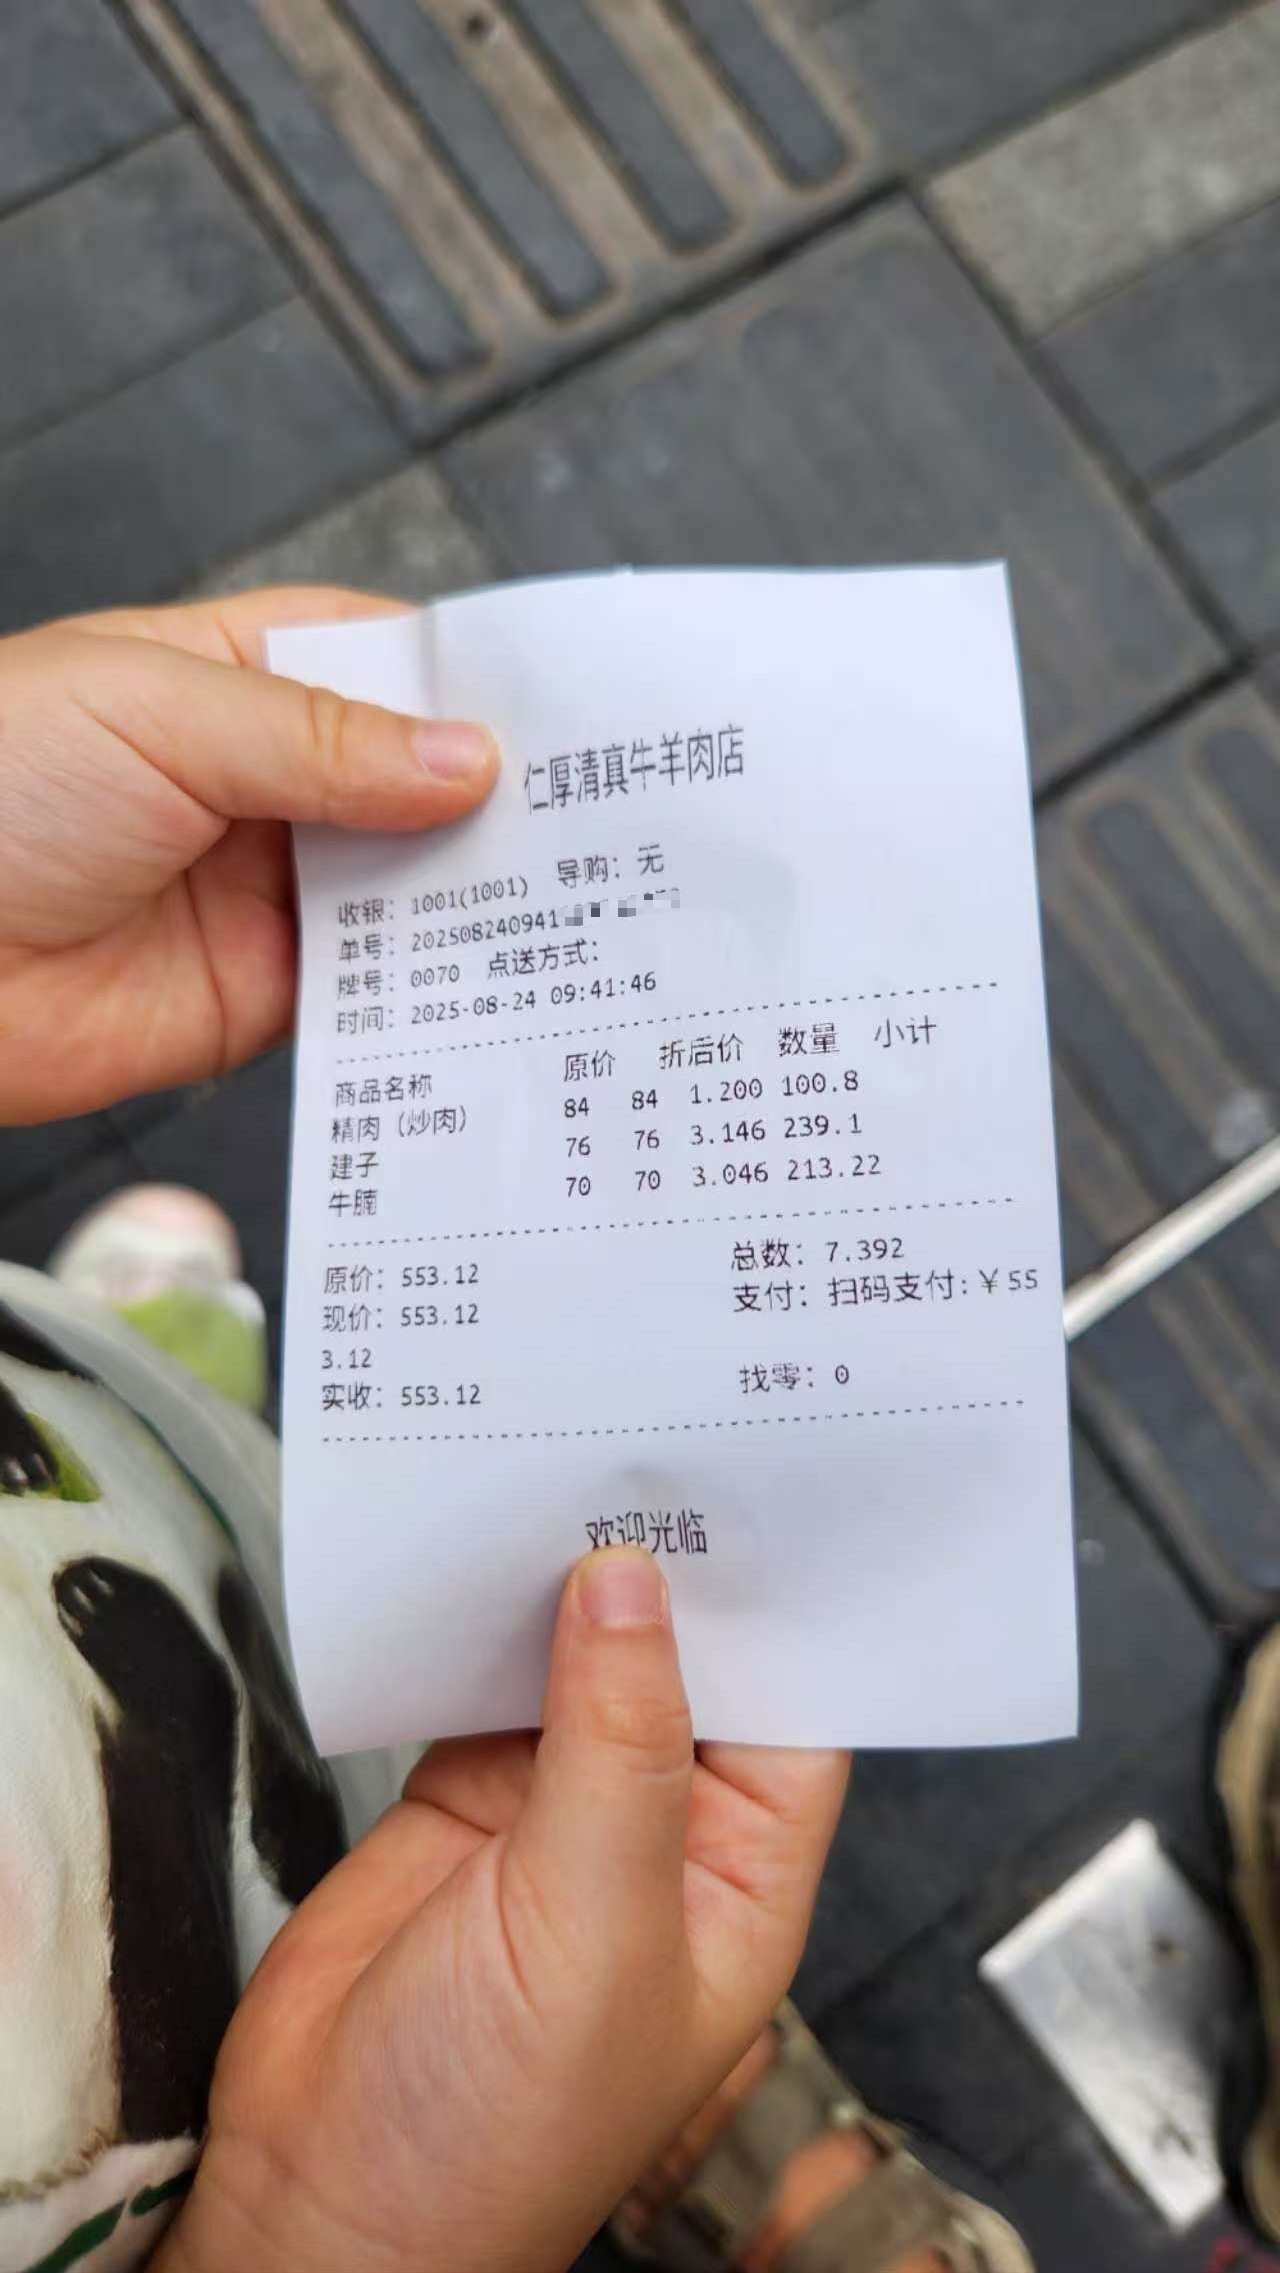 仁厚清真牛羊肉店
收银：1001(1001) 导购：无
单号：202508240941
牌号：0070 点送方式：
时间：2025-08-24 09:41:46
商品名称 原价 折后价 数量 小计
精肉（炒肉） 84 84 1.200 100.8
建子 76 76 3.146 239.1
牛腩 70 70 3.046 213.22
原价：553.12 总数：7.392
现价：553.12 支付：扫码支付:￥55
3.12
实收：553.12 找零：0
欢迎光临